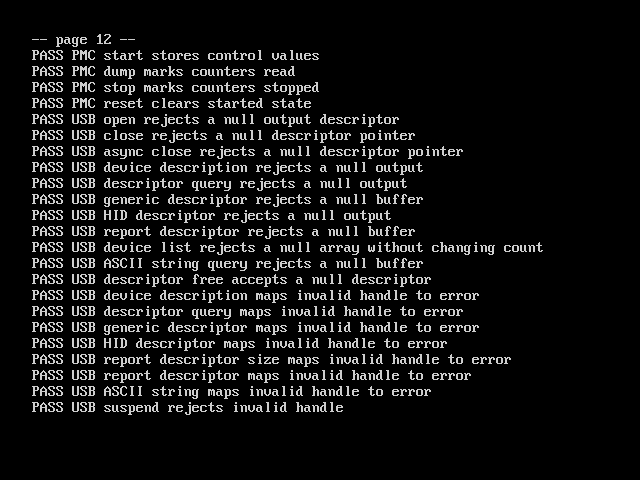 -- page 12 --
PASS PMC start stores control values
PASS PMC dump marks counters read
PASS PMC stop marks counters stopped
PASS PMC reset clears started state
PASS USB open rejects a null output descriptor
PASS USB close rejects a null descriptor pointer
PASS USB async close rejects a null descriptor pointer
PASS USB device description rejects a null output
PASS USB descriptor query rejects a null output
PASS USB generic descriptor rejects a null buffer
PASS USB HID descriptor rejects a null output
PASS USB report descriptor rejects a null buffer
PASS USB device list rejects a null array without changing count
PASS USB ASCII string query rejects a null buffer
PASS USB descriptor free accepts a null descriptor
PASS USB device description maps invalid handle to error
PASS USB descriptor query maps invalid handle to error
PASS USB generic descriptor maps invalid handle to error
PASS USB HID descriptor maps invalid handle to error
PASS USB report descriptor size maps invalid handle to error
PASS USB report descriptor maps invalid handle to error
PASS USB ASCII string maps invalid handle to error
PASS USB suspend rejects invalid handle